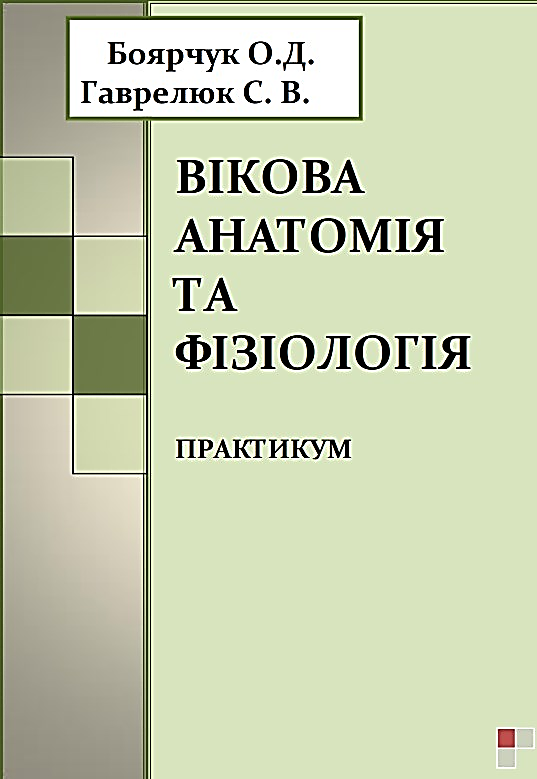 Боярчук О.Д.
Гаврелюк С. В.
ВІКОВА
АНАТОМІЯ
ТА
ФІЗІОЛОГІЯ
ПРАКТИКУМ